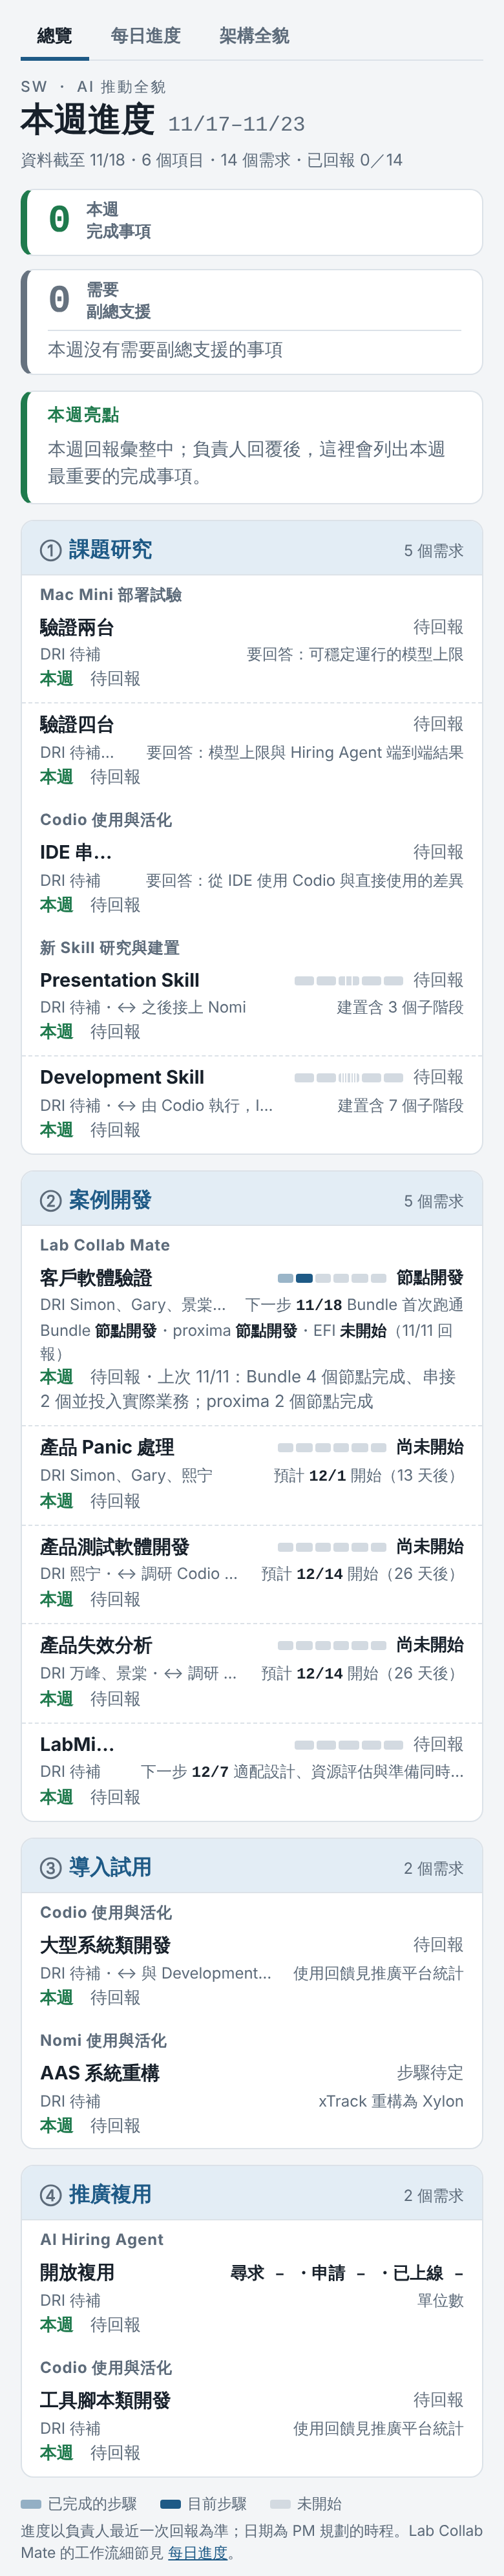 總覽 每日進度 架構全貌
SW · AI 推動全貌
本週進度 11/17–11/23
資料截至 11/18・6 個項目・14 個需求・已回報 0／14
0 本週
完成事項
0 需要
副總支援
本週沒有需要副總支援的事項
本週亮點
本週回報彙整中；負責人回覆後，這裡會列出本週
最重要的完成事項。
① 課題研究 5 個需求
Mac Mini 部署試驗
驗證兩台 待回報
DRI 待補 要回答：可穩定運行的模型上限
本週 待回報
驗證四台 待回報
DRI 待補… 要回答：模型上限與 Hiring Agent 端到端結果
本週 待回報
Codio 使用與活化
IDE 串… 待回報
DRI 待補 要回答：從 IDE 使用 Codio 與直接使用的差異
本週 待回報
新 Skill 研究與建置
Presentation Skill 待回報
DRI 待補・↔ 之後接上 Nomi 建置含 3 個子階段
本週 待回報
Development Skill 待回報
DRI 待補・↔ 由 Codio 執行，I… 建置含 7 個子階段
本週 待回報
② 案例開發 5 個需求
Lab Collab Mate
客戶軟體驗證 節點開發
DRI Simon、Gary、景棠… 下一步 11/18 Bundle 首次跑通
Bundle 節點開發・proxima 節點開發・EFI 未開始（11/11 回
報）
本週 待回報・上次 11/11：Bundle 4 個節點完成、串接
2 個並投入實際業務；proxima 2 個節點完成
產品 Panic 處理 尚未開始
DRI Simon、Gary、熙宁 預計 12/1 開始（13 天後）
本週 待回報
產品測試軟體開發 尚未開始
DRI 熙宁・↔ 調研 Codio … 預計 12/14 開始（26 天後）
本週 待回報
產品失效分析 尚未開始
DRI 万峰、景棠・↔ 調研 … 預計 12/14 開始（26 天後）
本週 待回報
LabMi… 待回報
DRI 待補 下一步 12/7 適配設計、資源評估與準備同時…
本週 待回報
③ 導入試用 2 個需求
Codio 使用與活化
大型系統類開發 待回報
DRI 待補・↔ 與 Development… 使用回饋見推廣平台統計
本週 待回報
Nomi 使用與活化
AAS 系統重構 步驟待定
DRI 待補 xTrack 重構為 Xylon
本週 待回報
④ 推廣複用 2 個需求
AI Hiring Agent
開放複用 尋求 – ・申請 – ・已上線 –
DRI 待補 單位數
本週 待回報
Codio 使用與活化
工具腳本類開發 待回報
DRI 待補 使用回饋見推廣平台統計
本週 待回報
已完成的步驟 目前步驟 未開始
進度以負責人最近一次回報為準；日期為 PM 規劃的時程。Lab Collab
Mate 的工作流細節見 每日進度。